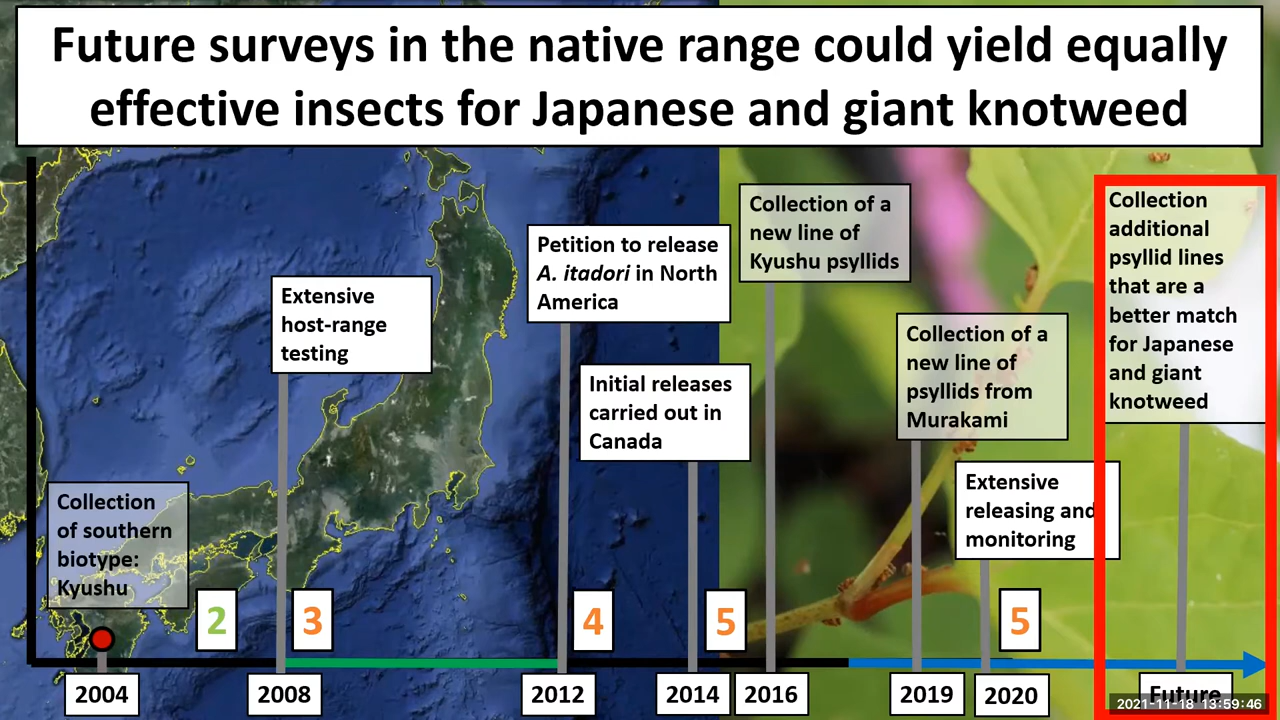 Future surveys in the native range could yield equally
effective insects for Japanese and giant knotweed
Collection
of southern
biotype:
Kyushu
Extensive
host-range
testing
Petition to release
A. itadori in North
America
Initial releases
carried out in
Canada
Collection of a
new line of
Kyushu psyllids
Collection of a
new line of
psyllids from
Murakami
Extensive
releasing and
monitoring
Collection
additional
psyllid lines
that are a
better match
for Japanese
and giant
knotweed
2
3
4
5
5
2004
2008
2012
2014
2016
2019
2020
Future
2021-11-18 13:59:46